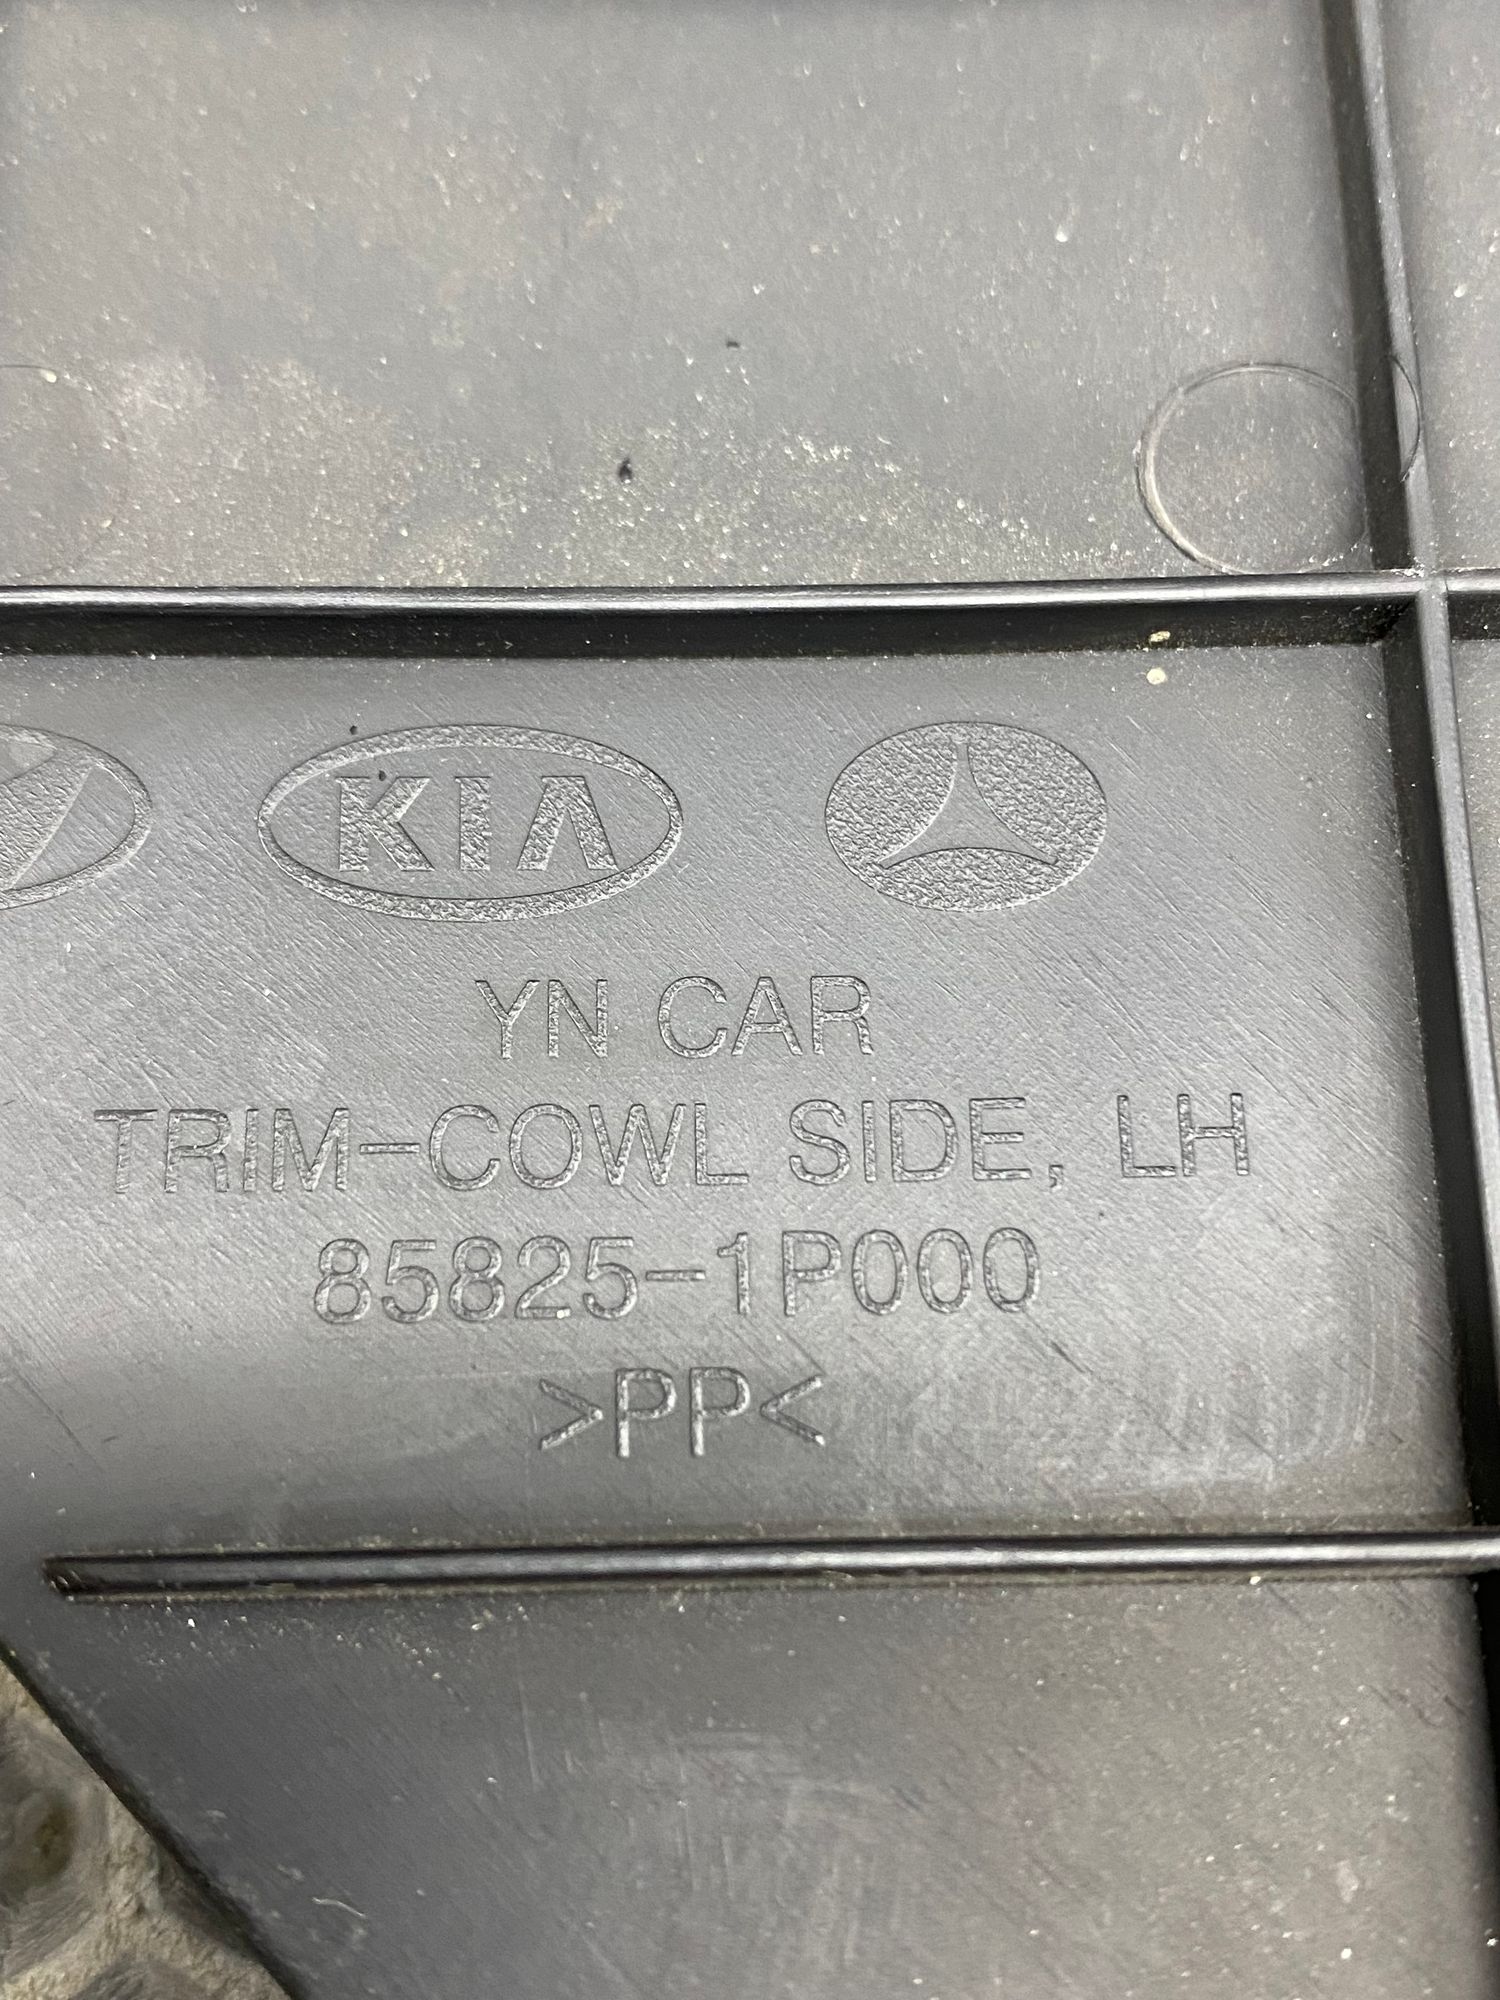 KIA
YN CAR
TRIM-COWL SIDE, LH
85825-1P000
>PP<